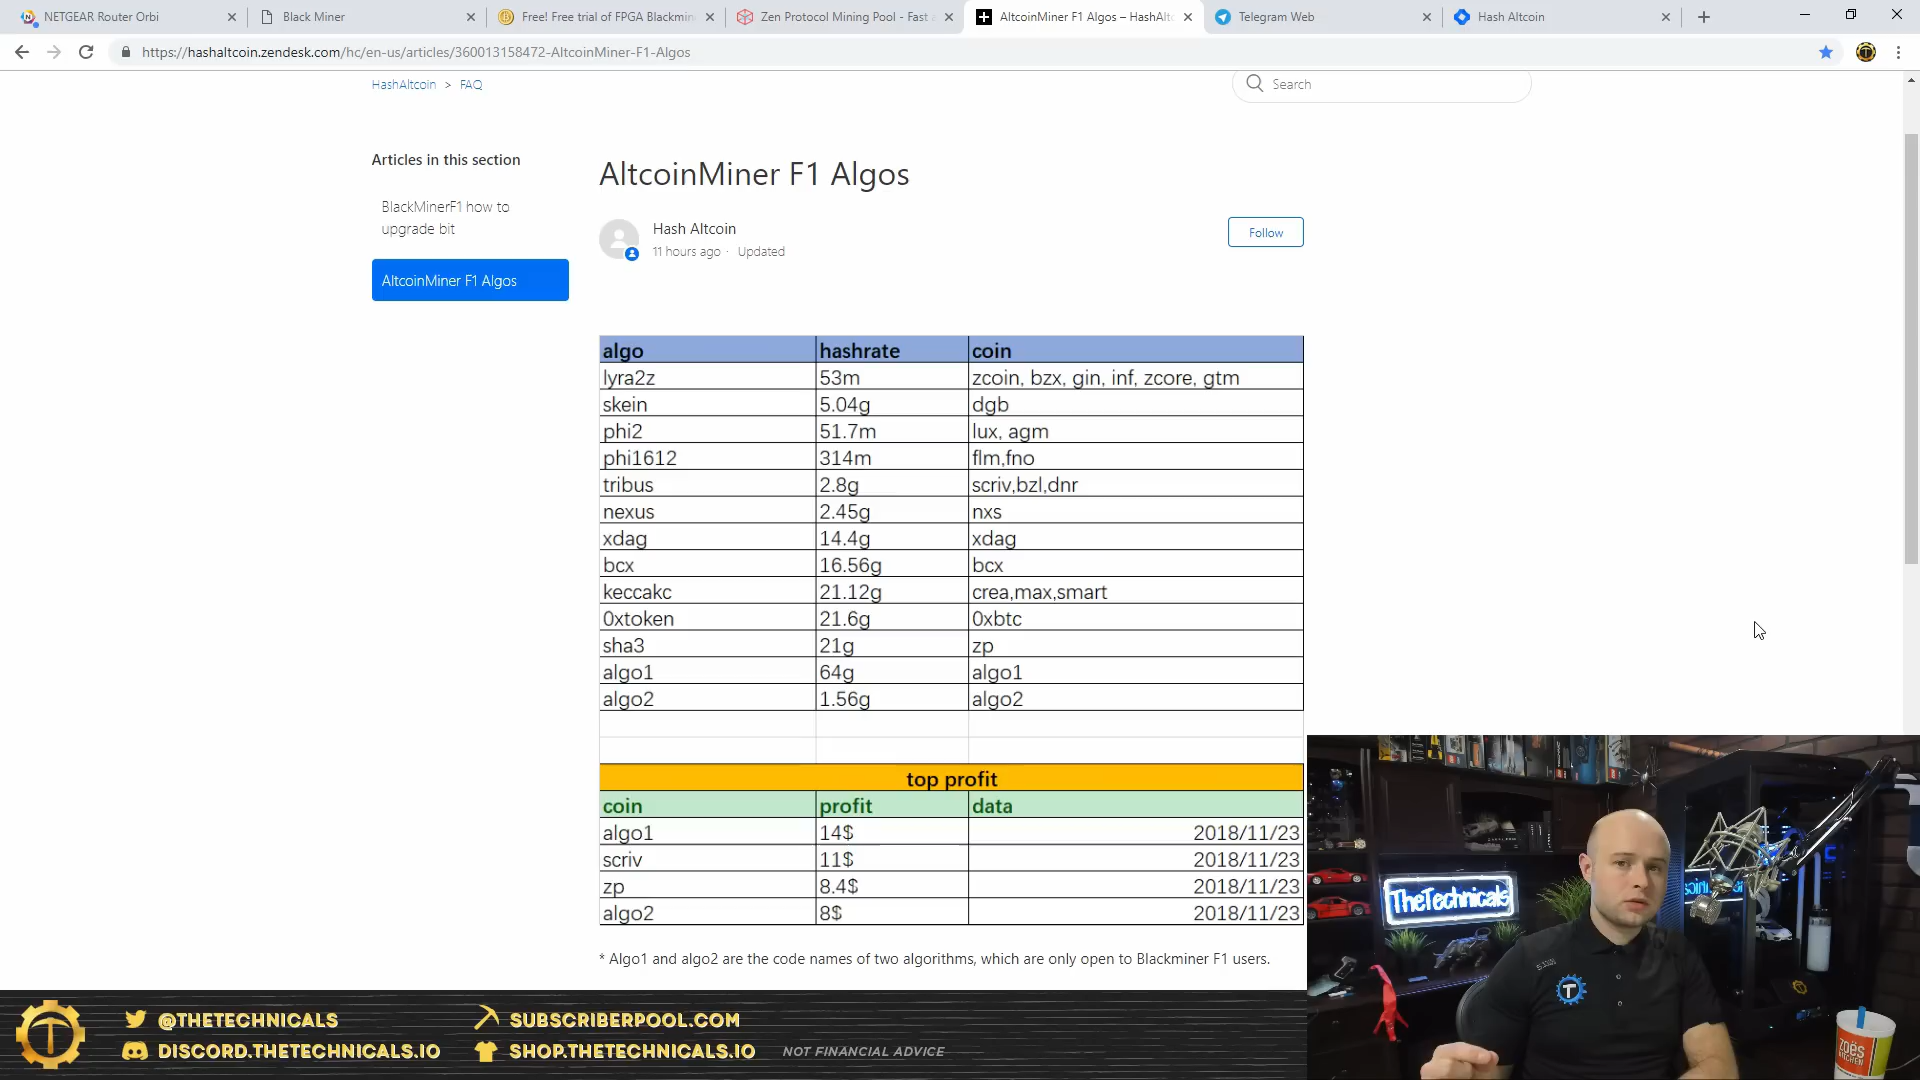 NETGEAR Router Orbi
Black Miner
Free! Free trial of FPGA Blackmin
Zen Protocol Mining Pool - Fast a
AltcoinMiner F1 Algos – HashAltc
Telegram Web
Hash Altcoin
https://hashaltcoin.zendesk.com/hc/en-us/articles/360013158472-AltcoinMiner-F1-Algos
HashAltcoin > FAQ
Search
Articles in this section
BlackMinerF1 how to
upgrade bit
AltcoinMiner F1 Algos
AltcoinMiner F1 Algos
Hash Altcoin
11 hours ago · Updated
Follow
algo hashrate coin
lyra2z 53m zcoin, bzx, gin, inf, zcore, gtm
skein 5.04g dgb
phi2 51.7m lux, agm
phi1612 314m flm,fno
tribus 2.8g scriv,bzl,dnr
nexus 2.45g nxs
xdag 14.4g xdag
bcx 16.56g bcx
keccakc 21.12g crea,max,smart
0xtoken 21.6g 0xbtc
sha3 21g zp
algo1 64g algo1
algo2 1.56g algo2
top profit
coin profit data
algo1 14$ 2018/11/23
scriv 11$ 2018/11/23
zp 8.4$ 2018/11/23
algo2 8$ 2018/11/23
* Algo1 and algo2 are the code names of two algorithms, which are only open to Blackminer F1 users.
TheTechnicals
T
zoës
KITCHEN
T
@THETECHNICALS
SUBSCRIBERPOOL.COM
DISCORD.THETECHNICALS.IO
SHOP.THETECHNICALS.IO
NOT FINANCIAL ADVICE